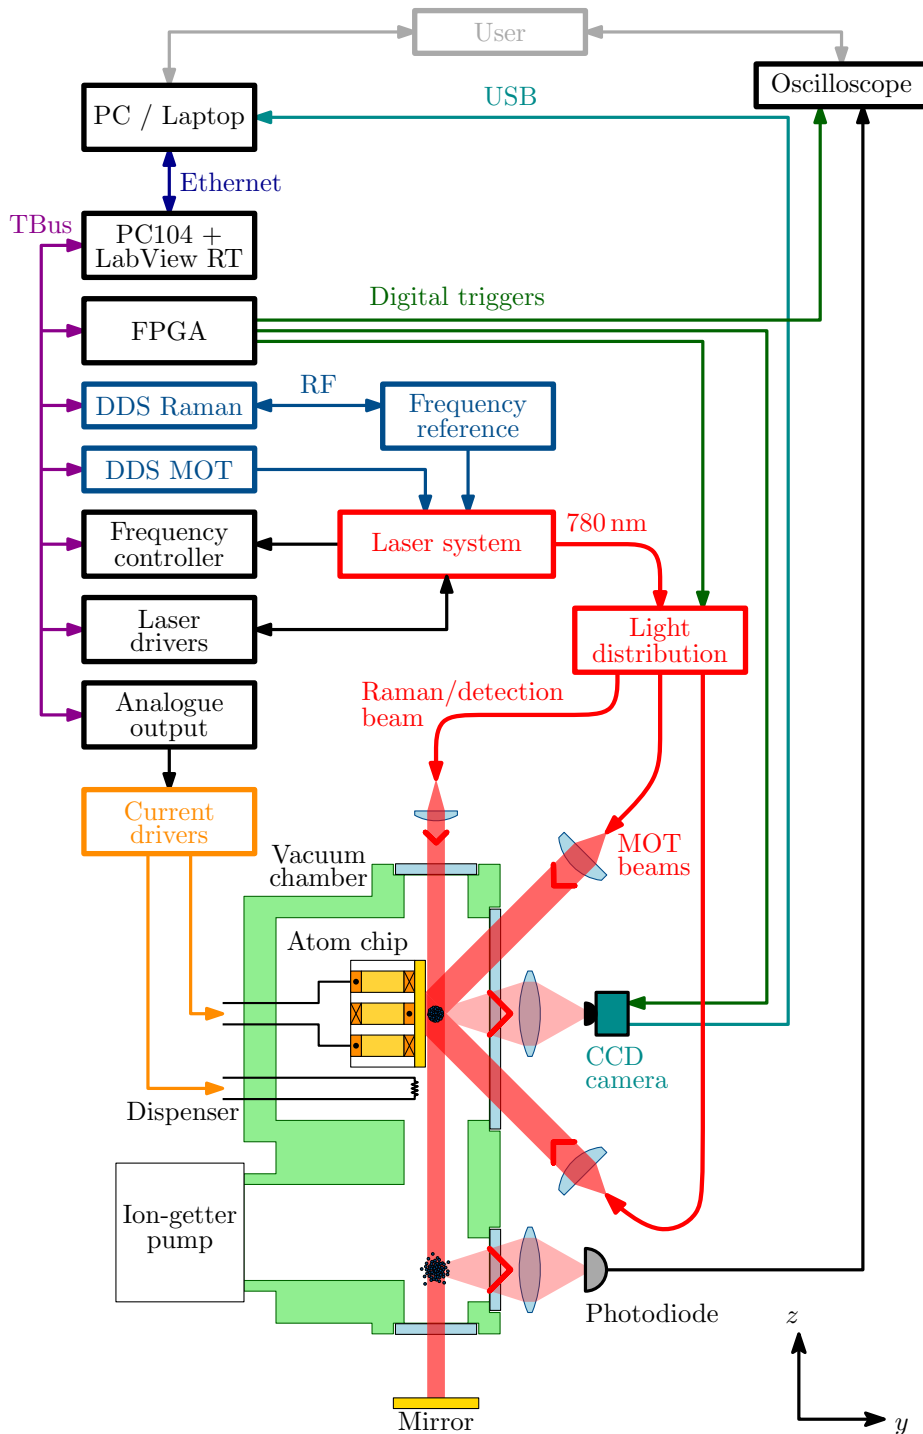 User
Oscilloscope
PC / Laptop
USB
Ethernet
TBus
PC104 +
LabView RT
Digital triggers
FPGA
RF
DDS Raman
Frequency
reference
DDS MOT
Frequency
controller
Laser system
780 nm
Laser
drivers
Light
distribution
Raman/detection
beam
Analogue
output
Current
drivers
MOT
beams
Vacuum
chamber
Atom chip
CCD
camera
Dispenser
Ion-getter
pump
Photodiode
Mirror
z
y